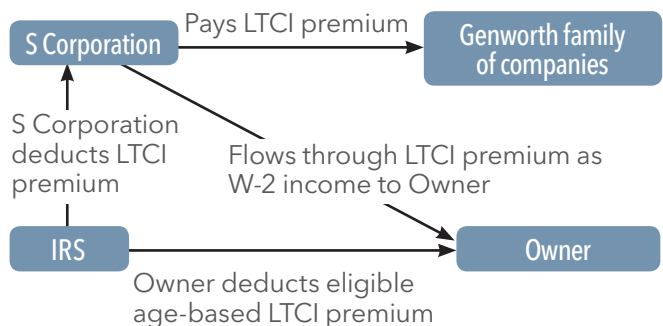 S Corporation
Pays LTCI premium
Genworth family
of companies
S Corporation
deducts LTCI
premium
Flows through LTCI premium as
W-2 income to Owner
IRS
Owner
Owner deducts eligible
age-based LTCI premium